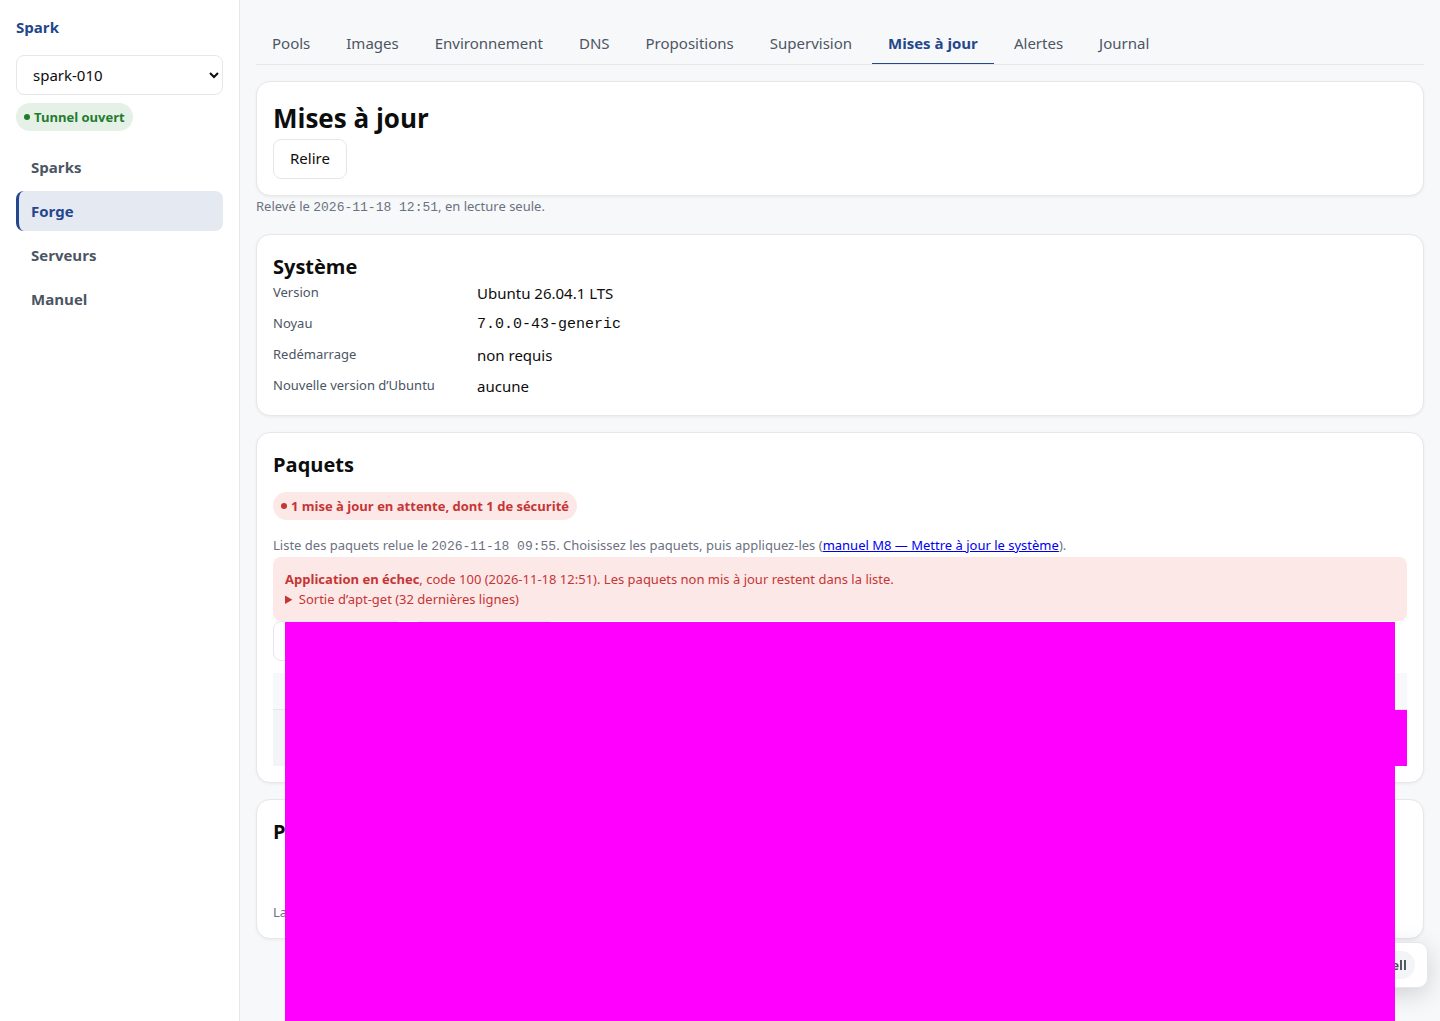 Spark
spark-010
Tunnel ouvert
Sparks
Forge
Serveurs
Manuel
Pools Images Environnement DNS Propositions Supervision Mises à jour Alertes Journal
Mises à jour
Relire
Relevé le 2026-11-18 12:51, en lecture seule.
Système
Version Ubuntu 26.04.1 LTS
Noyau 7.0.0-43-generic
Redémarrage non requis
Nouvelle version d’Ubuntu aucune
Paquets
1 mise à jour en attente, dont 1 de sécurité
Liste des paquets relue le 2026-11-18 09:55. Choisissez les paquets, puis appliquez-les (manuel M8 — Mettre à jour le système).
Application en échec, code 100 (2026-11-18 12:51). Les paquets non mis à jour restent dans la liste.
Sortie d’apt-get (32 dernières lignes)